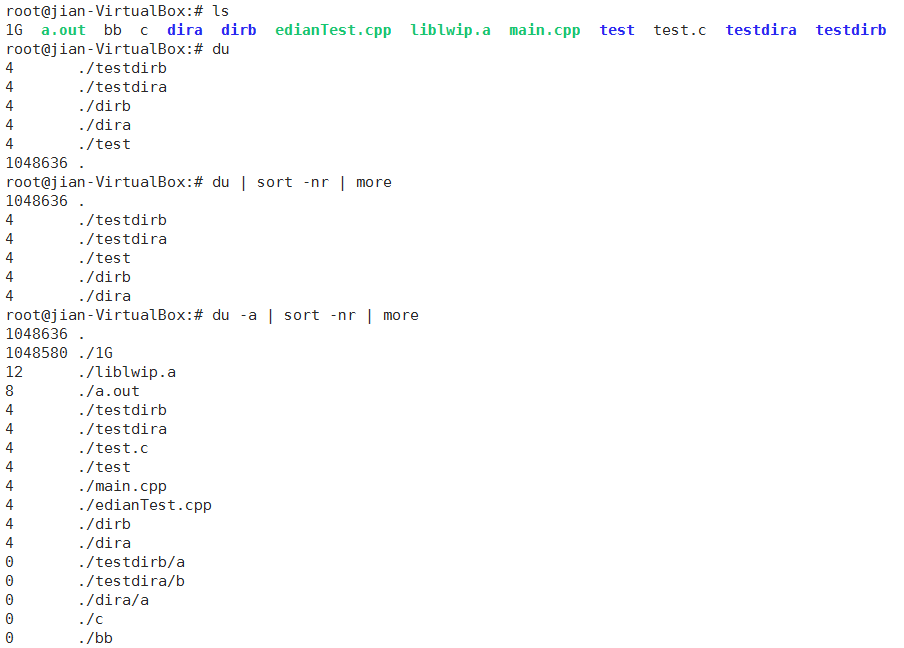 root@jian-VirtualBox:# ls
1G  a.out  bb  c  dira  dirb  edianTest.cpp  liblwip.a  main.cpp  test  test.c  testdira  testdirb
root@jian-VirtualBox:# du
4       ./testdirb
4       ./testdira
4       ./dirb
4       ./dira
4       ./test
1048636 .
root@jian-VirtualBox:# du | sort -nr | more
1048636 .
4       ./testdirb
4       ./testdira
4       ./test
4       ./dirb
4       ./dira
root@jian-VirtualBox:# du -a | sort -nr | more
1048636 .
1048580 ./1G
12      ./liblwip.a
8       ./a.out
4       ./testdirb
4       ./testdira
4       ./test.c
4       ./test
4       ./main.cpp
4       ./edianTest.cpp
4       ./dirb
4       ./dira
0       ./testdirb/a
0       ./testdira/b
0       ./dira/a
0       ./c
0       ./bb